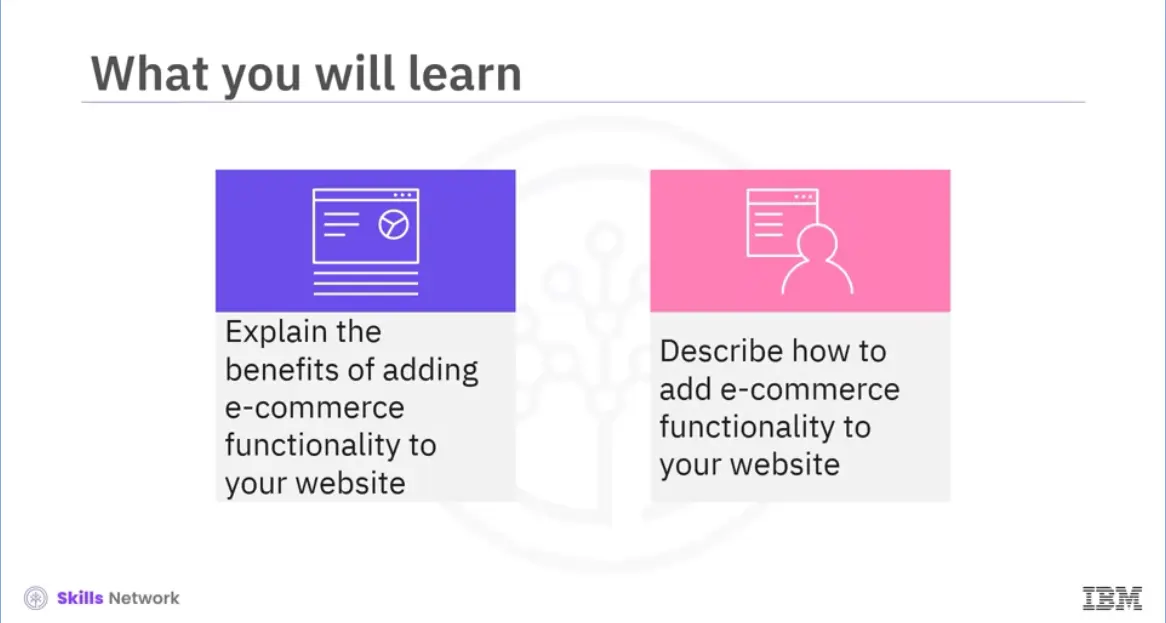 What you will learn
Explain the
benefits of adding
e-commerce
functionality to
your website
Describe how to
add e-commerce
functionality to
your website
Skills Network
IBM